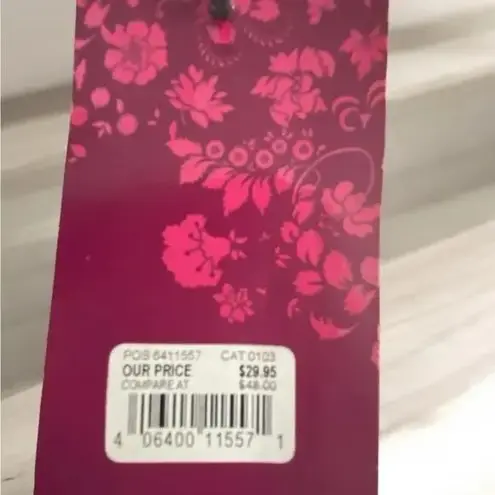 POS 6411557 CAT 0103
OUR PRICE $29.95
COMPARE AT $48.00
4 06400 11557 1